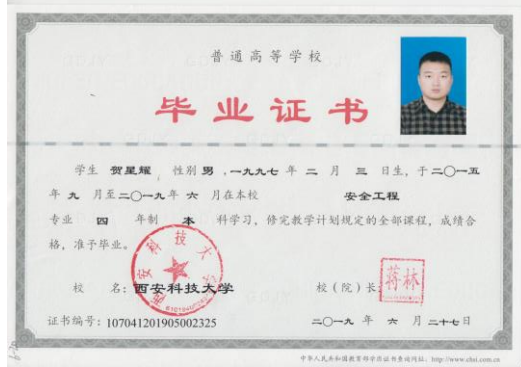 普通高等学校
毕业证书
学生 贺星耀 性别 男，一九九七 年 二 月 三 日生，于二〇一五
年 九 月至二〇一九年 六 月在本校 安全工程
专业 四 年制 本 科学习，修完教学计划规定的全部课程，成绩合
格，准予毕业。
校 名：西安科技大学 校（院）长 蒋林
证书编号：107041201905002325 二〇一九 年 六 月 二十七日
中华人民共和国教育部学历证书查询网址：http://www.chsi.com.cn